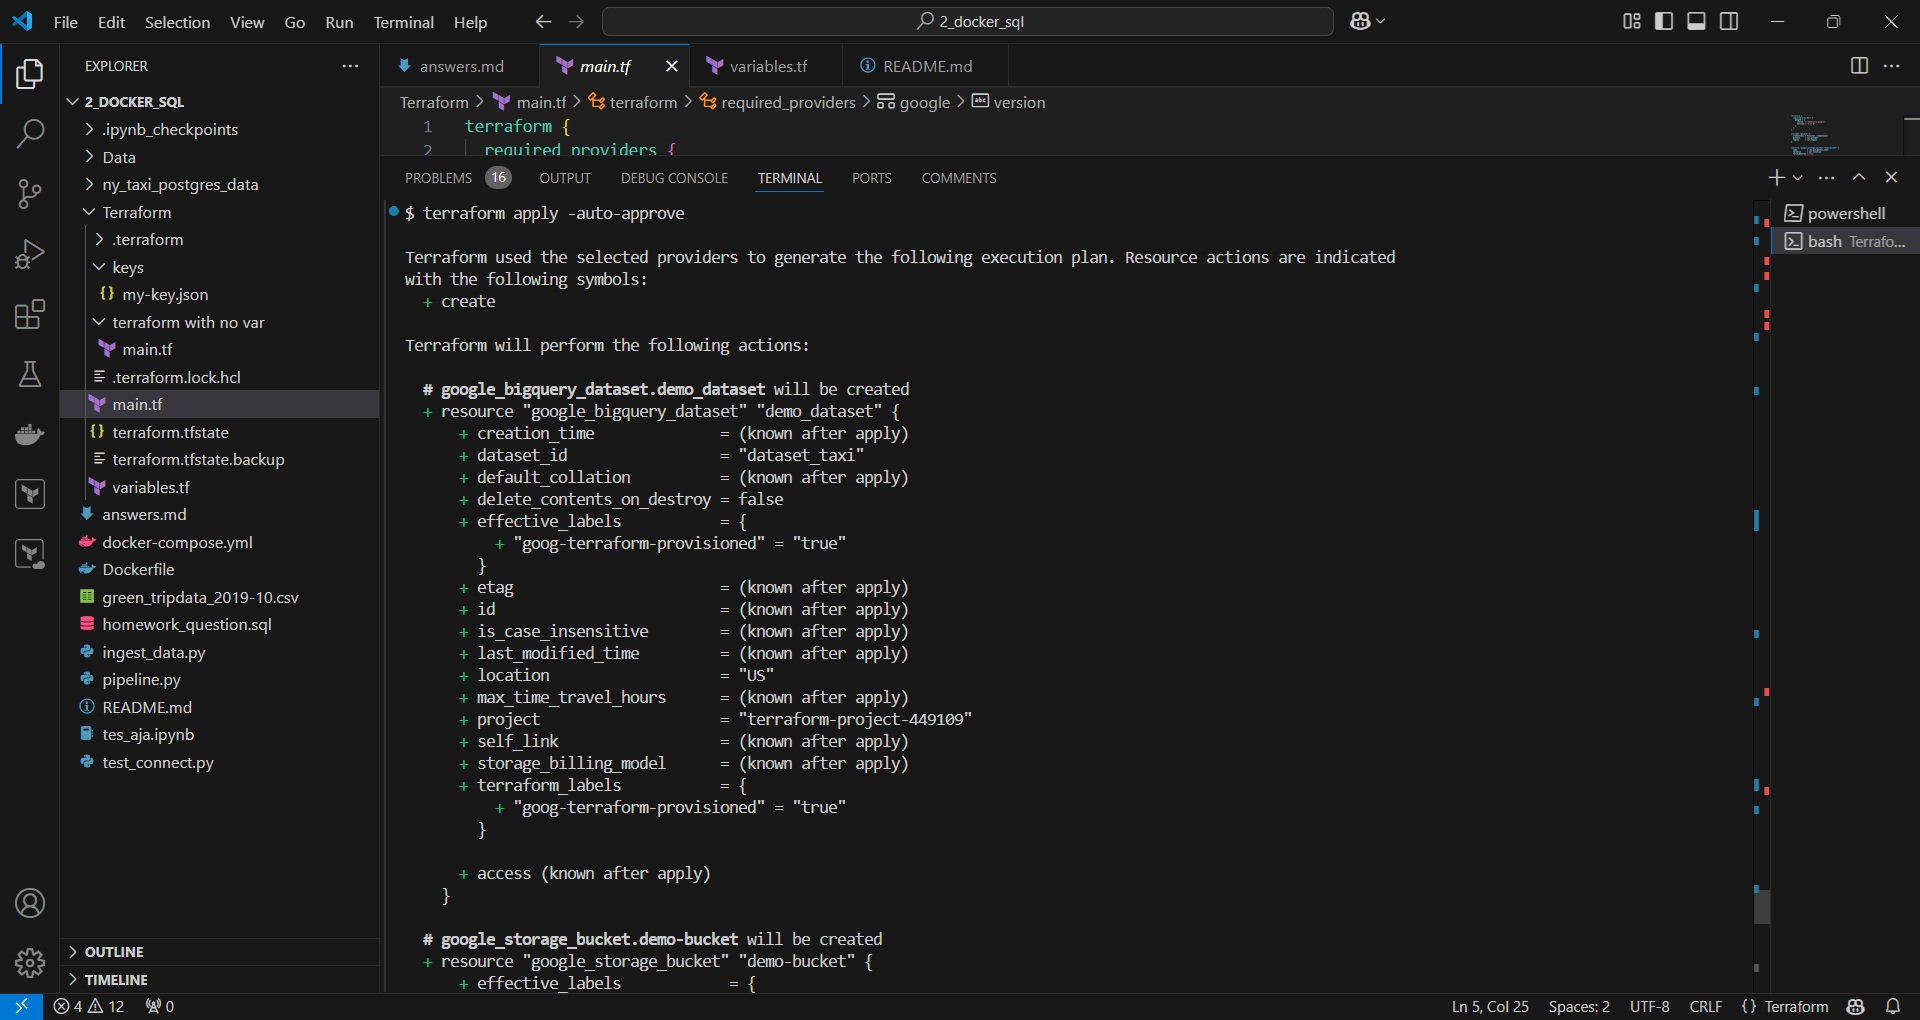 File Edit Selection View Go Run Terminal Help
2_docker_sql
EXPLORER
2_DOCKER_SQL
.ipynb_checkpoints
Data
ny_taxi_postgres_data
Terraform
.terraform
keys
{} my-key.json
terraform with no var
main.tf
.terraform.lock.hcl
main.tf
{} terraform.tfstate
terraform.tfstate.backup
variables.tf
answers.md
docker-compose.yml
Dockerfile
green_tripdata_2019-10.csv
homework_question.sql
ingest_data.py
pipeline.py
README.md
tes_aja.ipynb
test_connect.py
OUTLINE
TIMELINE
answers.md main.tf variables.tf README.md
Terraform > main.tf > terraform > required_providers > google > version
1 terraform {
2 required_providers {
PROBLEMS 16 OUTPUT DEBUG CONSOLE TERMINAL PORTS COMMENTS
powershell
bash Terrafo...
$ terraform apply -auto-approve
Terraform used the selected providers to generate the following execution plan. Resource actions are indicated
with the following symbols:
+ create
Terraform will perform the following actions:
# google_bigquery_dataset.demo_dataset will be created
+ resource "google_bigquery_dataset" "demo_dataset" {
+ creation_time = (known after apply)
+ dataset_id = "dataset_taxi"
+ default_collation = (known after apply)
+ delete_contents_on_destroy = false
+ effective_labels = {
+ "goog-terraform-provisioned" = "true"
}
+ etag = (known after apply)
+ id = (known after apply)
+ is_case_insensitive = (known after apply)
+ last_modified_time = (known after apply)
+ location = "US"
+ max_time_travel_hours = (known after apply)
+ project = "terraform-project-449109"
+ self_link = (known after apply)
+ storage_billing_model = (known after apply)
+ terraform_labels = {
+ "goog-terraform-provisioned" = "true"
}
+ access (known after apply)
}
# google_storage_bucket.demo-bucket will be created
+ resource "google_storage_bucket" "demo-bucket" {
+ effective_labels = {
4 12 0 Ln 5, Col 25 Spaces: 2 UTF-8 CRLF {} Terraform